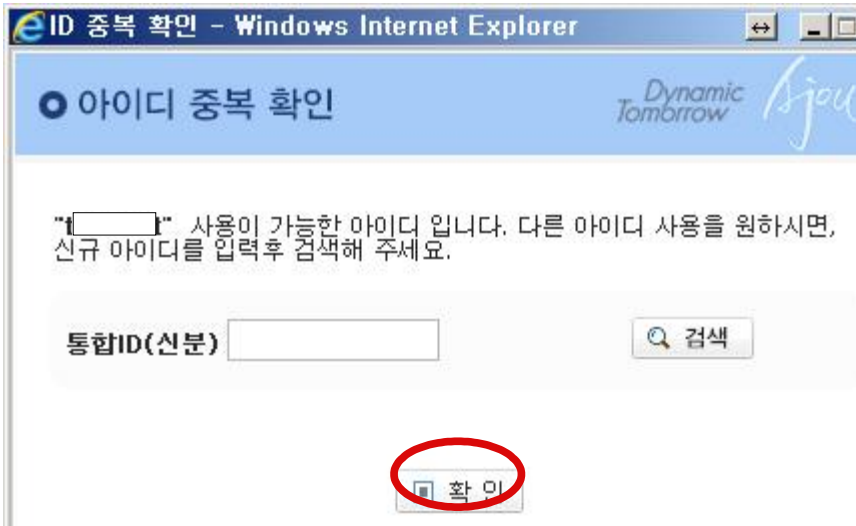 ID 중복 확인 - Windows Internet Explorer
아이디 중복 확인
Dynamic
Tomorrow
Ajou
"t t" 사용이 가능한 아이디 입니다. 다른 아이디 사용을 원하시면,
신규 아이디를 입력후 검색해 주세요.
통합ID(신분) 검색
확 인